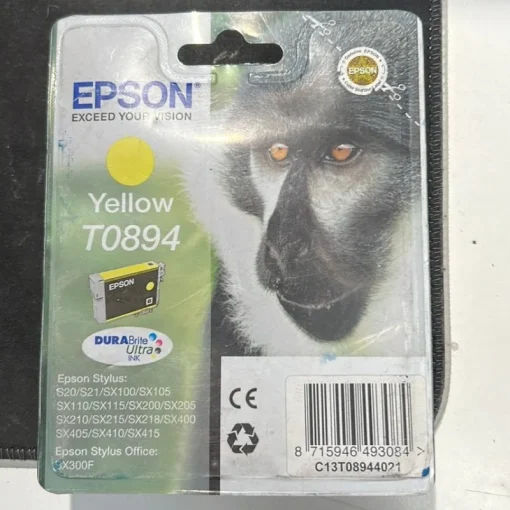 EPSON
EXCEED YOUR VISION
EPSON
Yellow
T0894
EPSON
DURABrite
Ultra
INK
Epson Stylus:
S20/S21/SX100/SX105
SX110/SX115/SX200/SX205
SX210/SX215/SX218/SX400
SX405/SX410/SX415
Epson Stylus Office:
SX300F
CE
8 715946 493084 >
C13T08944021